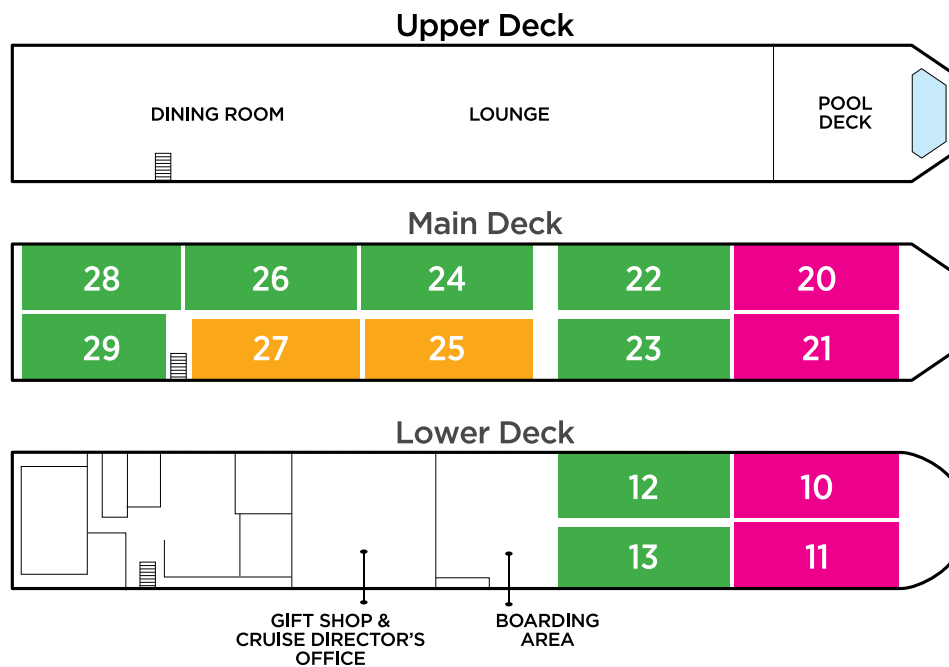 Upper Deck
DINING ROOM
LOUNGE
POOL
DECK
Main Deck
28
26
24
22
20
29
27
25
23
21
Lower Deck
12
10
13
11
GIFT SHOP &
CRUISE DIRECTOR'S
OFFICE
BOARDING
AREA